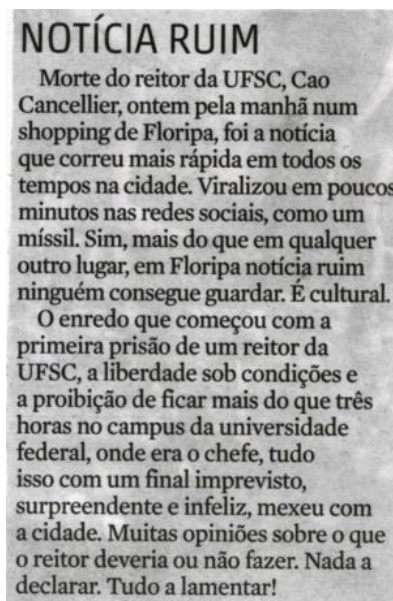 NOTÍCIA RUIM
Morte do reitor da UFSC, Cao
Cancellier, ontem pela manhã num
shopping de Floripa, foi a notícia
que correu mais rápida em todos os
tempos na cidade. Viralizou em poucos
minutos nas redes sociais, como um
míssil. Sim, mais do que em qualquer
outro lugar, em Floripa notícia ruim
ninguém consegue guardar. É cultural.
O enredo que começou com a
primeira prisão de um reitor da
UFSC, a liberdade sob condições e
a proibição de ficar mais do que três
horas no campus da universidade
federal, onde era o chefe, tudo
isso com um final imprevisto,
surpreendente e infeliz, mexeu com
a cidade. Muitas opiniões sobre o que
o reitor deveria ou não fazer. Nada a
declarar. Tudo a lamentar!